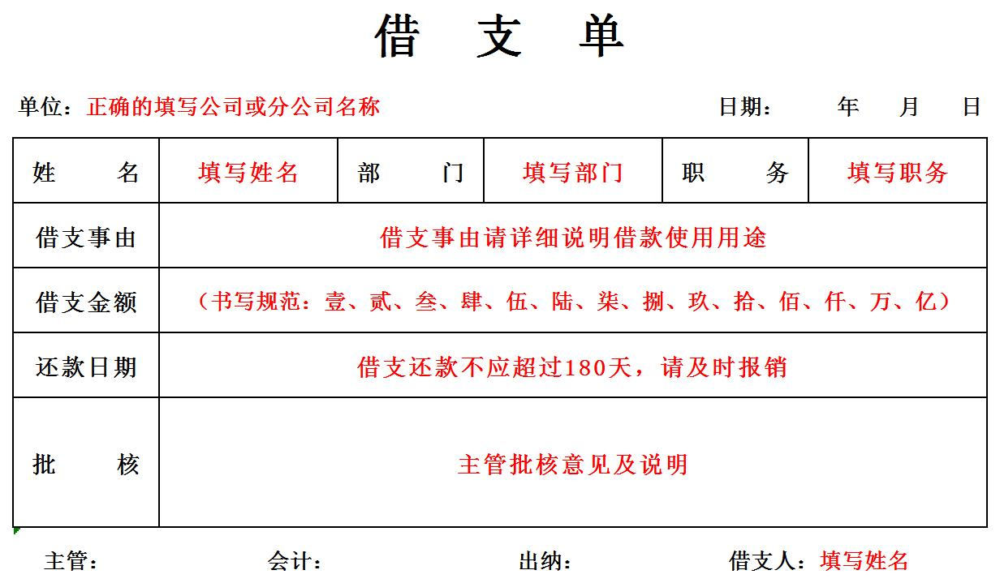 借 支 单
单位：正确的填写公司或分公司名称 日期： 年 月 日
姓 名 填写姓名 部 门 填写部门 职 务 填写职务
借支事由 借支事由请详细说明借款使用用途
借支金额 （书写规范：壹、贰、叁、肆、伍、陆、柒、捌、玖、拾、佰、仟、万、亿）
还款日期 借支还款不应超过180天，请及时报销
批 核 主管批核意见及说明
主管： 会计： 出纳： 借支人：填写姓名